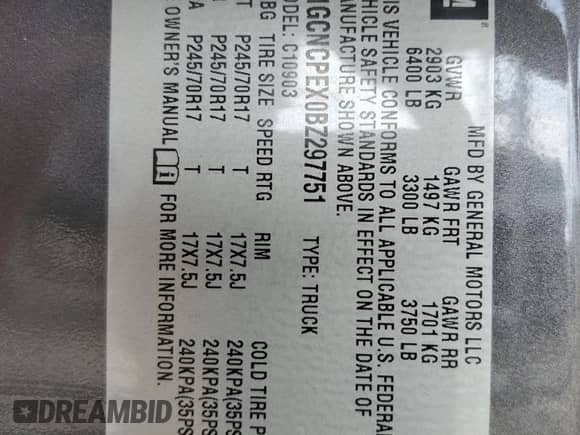 MFD BY GENERAL MOTORS LLC
GVWR GAWR FRT GAWR RR
2903 KG 1497 KG 1701 KG
6400 LB 3300 LB 3750 LB
IS VEHICLE CONFORMS TO ALL APPLICABLE U.S. FEDERA
HICLE SAFETY STANDARDS IN EFFECT ON THE DATE OF
ANUFACTURE SHOWN ABOVE.
1GCNCPEX0BZ297751 TYPE: TRUCK
ODEL: C10903
BG TIRE SIZE SPEED RTG RIM COLD TIRE P
T P245/70R17 T 17X7.5J 240KPA(35PS
A P245/70R17 T 17X7.5J 240KPA(35PS
P245/70R17 T 17X7.5J 240KPA(35PS
OWNER'S MANUAL FOR MORE INFORMATION.
DREAMBID